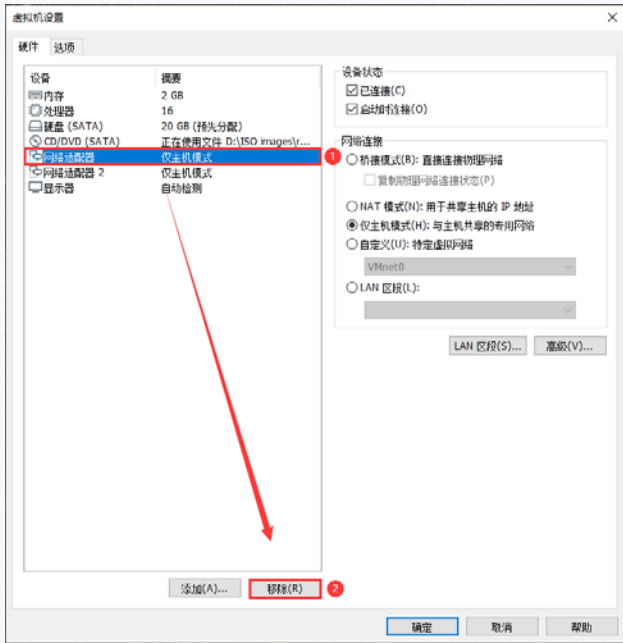 虚拟机设置
硬件 选项
设备 摘要
内存 2 GB
处理器 16
硬盘 (SATA) 20 GB (预先分配)
CD/DVD (SATA) 正在使用文件 D:\ISO images\r...
网络适配器 仅主机模式
网络适配器 2 仅主机模式
显示器 自动检测
添加(A)... 移除(R) 2
设备状态
已连接(C)
启动时连接(O)
网络连接
1 桥接模式(B): 直接连接物理网络
复制物理网络连接状态(P)
NAT 模式(N): 用于共享主机的 IP 地址
仅主机模式(H): 与主机共享的专用网络
自定义(U): 特定虚拟网络
VMnet0
LAN 区段(L):
LAN 区段(S)... 高级(V)...
确定 取消 帮助